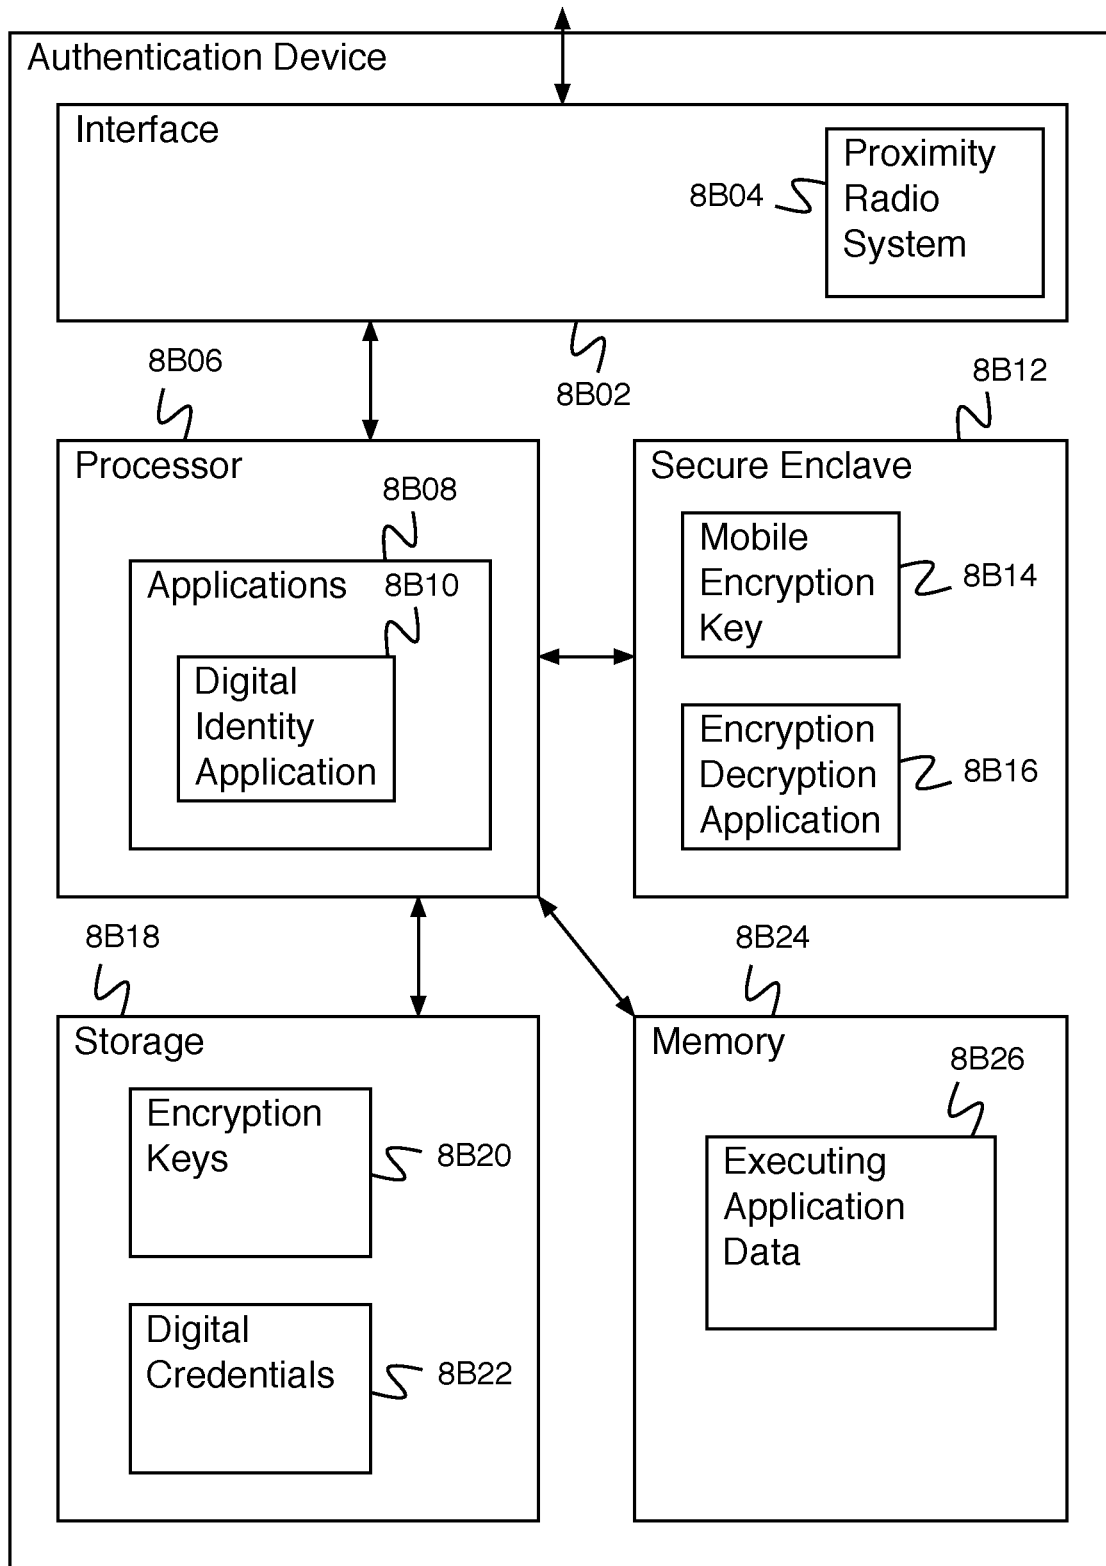 Authentication Device
Interface
Proximity
Radio
System
8B04
8B02
8B06
Processor
8B08
Applications
8B10
Digital
Identity
Application
8B12
Secure Enclave
Mobile
Encryption
Key
8B14
Encryption
Decryption
Application
8B16
8B18
Storage
Encryption
Keys
8B20
Digital
Credentials
8B22
8B24
Memory
8B26
Executing
Application
Data